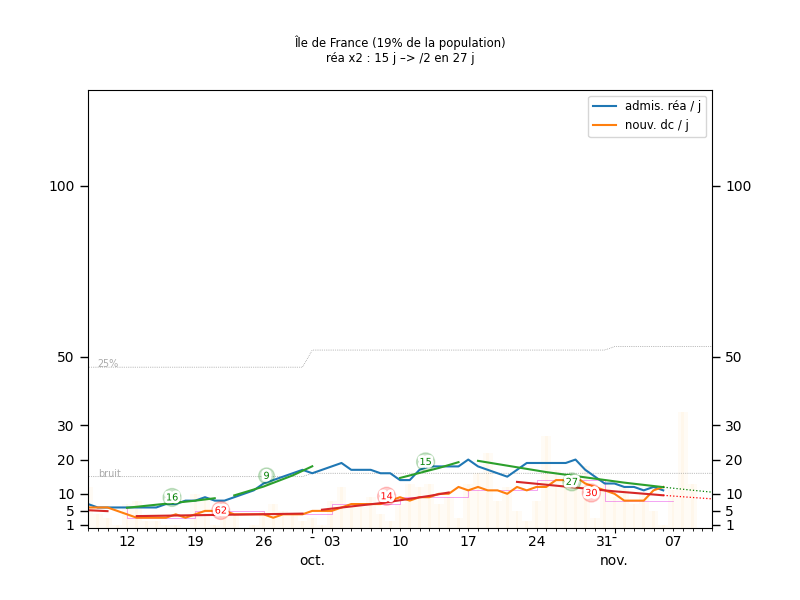 Île de France (19% de la population)
réa x2 : 15 j –> /2 en 27 j
admis. réa / j
nouv. dc / j
100 100
50 50
25%
30 30
20 20
bruit
10 10
5 5
1 1
16 62 9 14 15 27 30
12 19 26 - 03 10 17 24 31- 07
oct. nov.